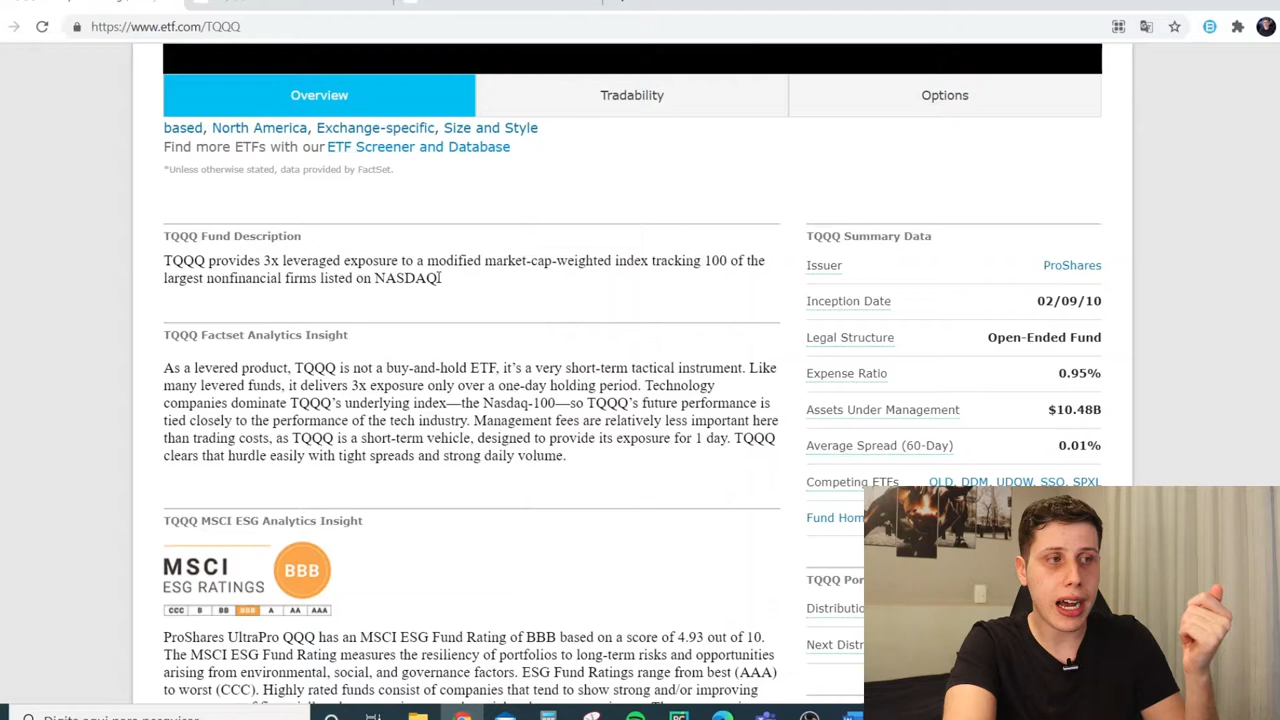 https://www.etf.com/TQQQ
Overview
Tradability
Options
based, North America, Exchange-specific, Size and Style
Find more ETFs with our ETF Screener and Database
*Unless otherwise stated, data provided by FactSet.
TQQQ Fund Description
TQQQ provides 3x leveraged exposure to a modified market-cap-weighted index tracking 100 of the
largest nonfinancial firms listed on NASDAQ
TQQQ Factset Analytics Insight
As a levered product, TQQQ is not a buy-and-hold ETF, it's a very short-term tactical instrument. Like
many levered funds, it delivers 3x exposure only over a one-day holding period. Technology
companies dominate TQQQ's underlying index—the Nasdaq-100—so TQQQ's future performance is
tied closely to the performance of the tech industry. Management fees are relatively less important here
than trading costs, as TQQQ is a short-term vehicle, designed to provide its exposure for 1 day. TQQQ
clears that hurdle easily with tight spreads and strong daily volume.
TQQQ MSCI ESG Analytics Insight
MSCI
ESG RATINGS
BBB
CCC B BB BBB A AA AAA
ProShares UltraPro QQQ has an MSCI ESG Fund Rating of BBB based on a score of 4.93 out of 10.
The MSCI ESG Fund Rating measures the resiliency of portfolios to long-term risks and opportunities
arising from environmental, social, and governance factors. ESG Fund Ratings range from best (AAA)
to worst (CCC). Highly rated funds consist of companies that tend to show strong and/or improving
TQQQ Summary Data
Issuer ProShares
Inception Date 02/09/10
Legal Structure Open-Ended Fund
Expense Ratio 0.95%
Assets Under Management $10.48B
Average Spread (60-Day) 0.01%
Competing ETFs QLD, DDM, UDOW, SSO, SPXL
Fund Hom
TQQQ Por
Distributio
Next Distr
Digite aqui para pesquisar